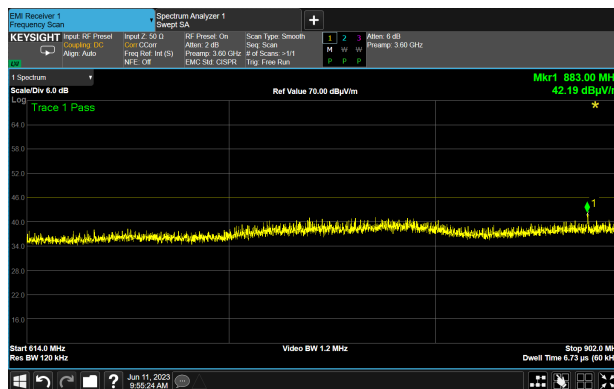 EMI Receiver 1
Frequency Scan
Spectrum Analyzer 1
Swept SA
KEYSIGHT
Input: RF Presel
Coupling: DC
Align: Auto
Input Z: 50 Ω
Corr CCorr
Freq Ref: Int (S)
NFE: Off
RF Presel: On
Atten: 2 dB
Preamp: 3.60 GHz
EMC Std: CISPR
Scan Type: Smooth
Seq: Scan
# of Scans: >1/1
Trig: Free Run
1 2 3
M W W
P P P
Atten: 6 dB
Preamp: 3.60 GHz
1 Spectrum
Scale/Div 6.0 dB
Ref Value 70.00 dBµV/m
Mkr1 883.00 MH
42.19 dBµV/
Log
Trace 1 Pass
64.0
58.0
52.0
46.0
40.0
34.0
28.0
22.0
16.0
1
Start 614.0 MHz
Res BW 120 kHz
Video BW 1.2 MHz
Stop 902.0 M
Dwell Time 6.73 µs (60 kH
?
Jun 11, 2023
9:55:24 AM